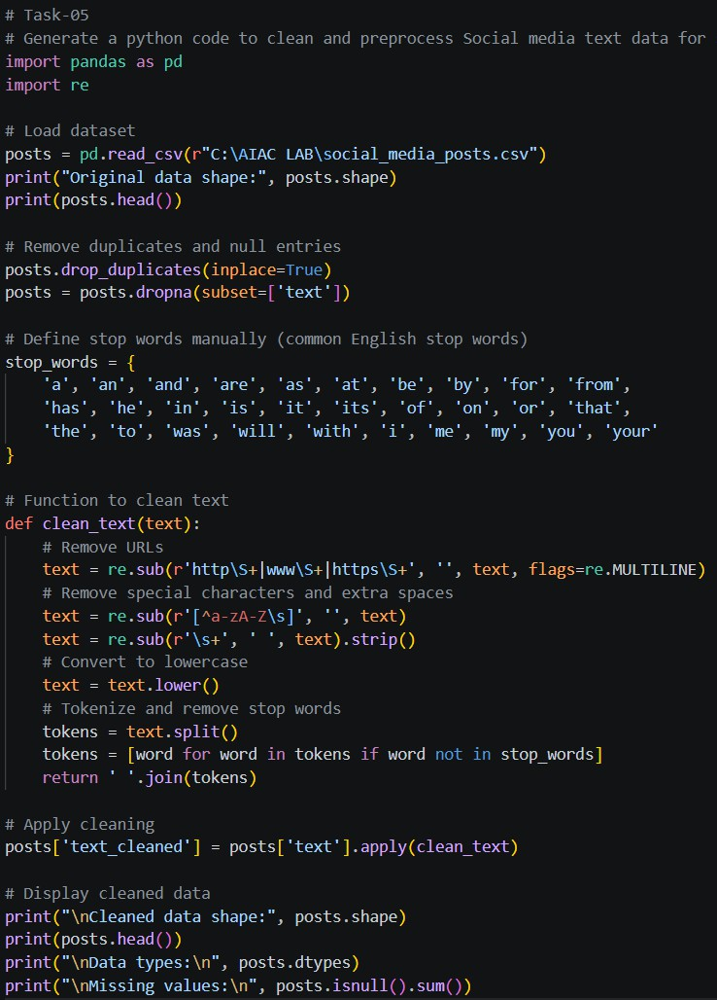 # Task-05
# Generate a python code to clean and preprocess Social media text data for
import pandas as pd
import re

# Load dataset
posts = pd.read_csv(r"C:\AIAC LAB\social_media_posts.csv")
print("Original data shape:", posts.shape)
print(posts.head())

# Remove duplicates and null entries
posts.drop_duplicates(inplace=True)
posts = posts.dropna(subset=['text'])

# Define stop words manually (common English stop words)
stop_words = {
    'a', 'an', 'and', 'are', 'as', 'at', 'be', 'by', 'for', 'from',
    'has', 'he', 'in', 'is', 'it', 'its', 'of', 'on', 'or', 'that',
    'the', 'to', 'was', 'will', 'with', 'i', 'me', 'my', 'you', 'your'
}

# Function to clean text
def clean_text(text):
    # Remove URLs
    text = re.sub(r'http\S+|www\S+|https\S+', '', text, flags=re.MULTILINE)
    # Remove special characters and extra spaces
    text = re.sub(r'[^a-zA-Z\s]', '', text)
    text = re.sub(r'\s+', ' ', text).strip()
    # Convert to lowercase
    text = text.lower()
    # Tokenize and remove stop words
    tokens = text.split()
    tokens = [word for word in tokens if word not in stop_words]
    return ' '.join(tokens)

# Apply cleaning
posts['text_cleaned'] = posts['text'].apply(clean_text)

# Display cleaned data
print("\nCleaned data shape:", posts.shape)
print(posts.head())
print("\nData types:\n", posts.dtypes)
print("\nMissing values:\n", posts.isnull().sum())